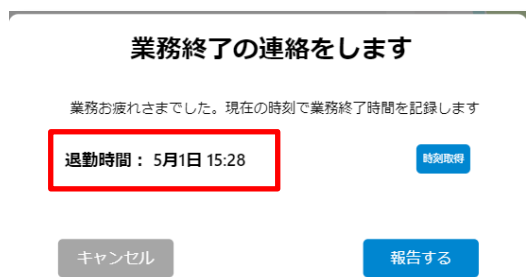 業務終了の連絡をします
業務お疲れさまでした。現在の時刻で業務終了時間を記録します
退勤時間： 5月1日 15:28
時刻取得
キャンセル
報告する